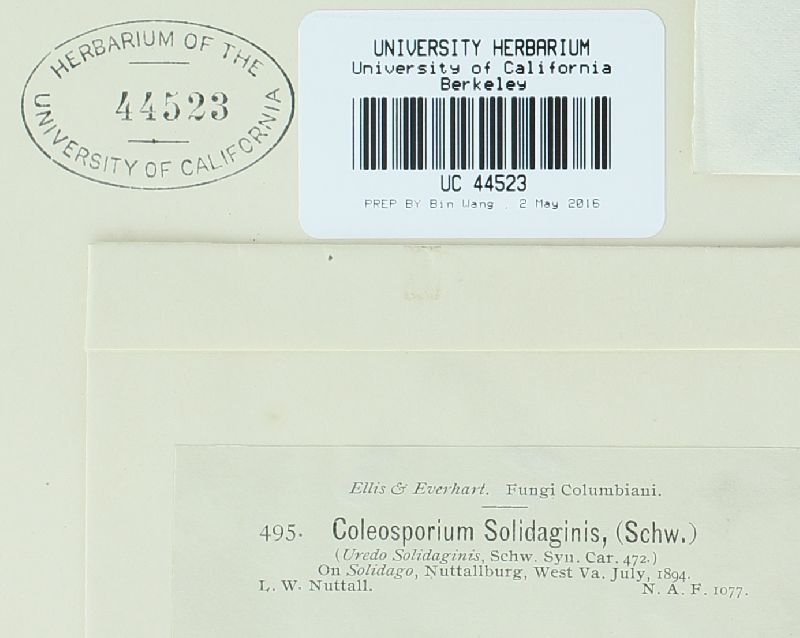 HERBARIUM OF THE
44523
UNIVERSITY OF CALIFORNIA
UNIVERSITY HERBARIUM
University of California
Berkeley
UC 44523
PREP BY Bin Wang . 2 May 2016
Ellis & Everhart. Fungi Columbiani.
495. Coleosporium Solidaginis, (Schw.)
(Uredo Solidaginis, Schw. Syn. Car. 472.)
On Solidago, Nuttallburg, West Va. July, 1894.
L. W. Nuttall. N. A. F. 1077.